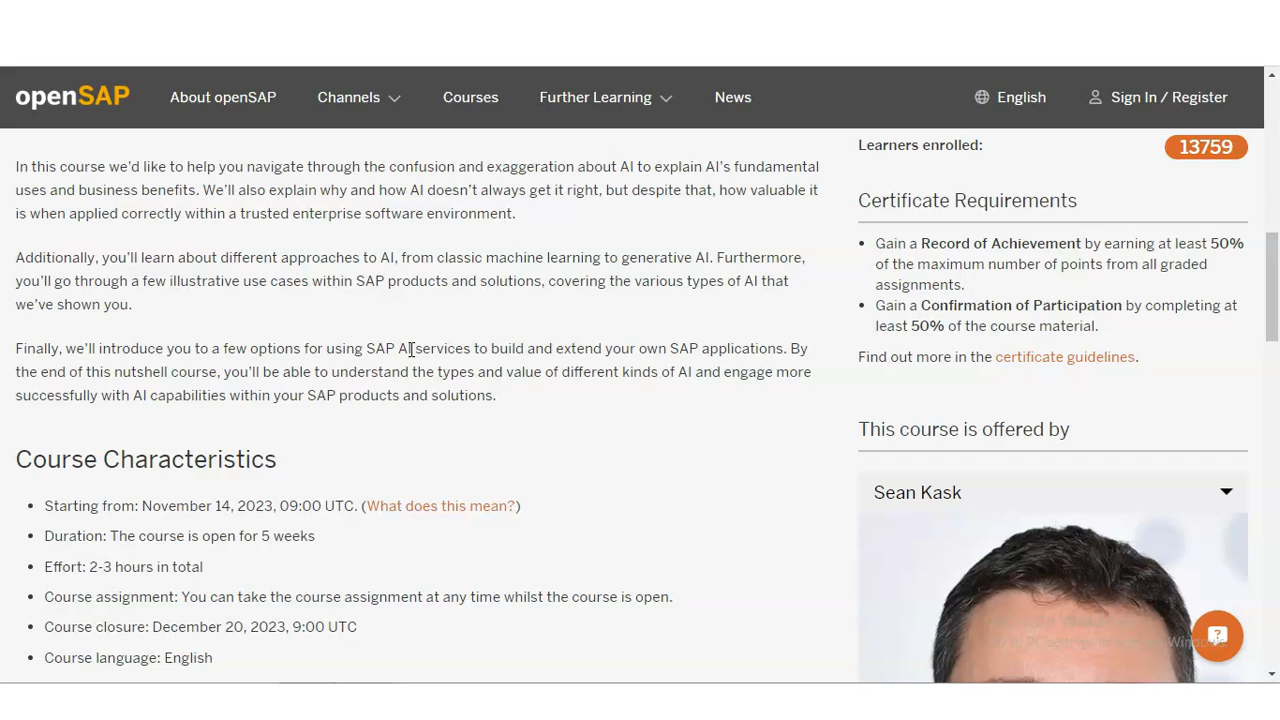 openSAP
About openSAP
Channels
Courses
Further Learning
News
English
Sign In / Register
In this course we'd like to help you navigate through the confusion and exaggeration about AI to explain AI's fundamental
uses and business benefits. We'll also explain why and how AI doesn't always get it right, but despite that, how valuable it
is when applied correctly within a trusted enterprise software environment.
Additionally, you'll learn about different approaches to AI, from classic machine learning to generative AI. Furthermore,
you'll go through a few illustrative use cases within SAP products and solutions, covering the various types of AI that
we've shown you.
Finally, we'll introduce you to a few options for using SAP AI services to build and extend your own SAP applications. By
the end of this nutshell course, you'll be able to understand the types and value of different kinds of AI and engage more
successfully with AI capabilities within your SAP products and solutions.
Course Characteristics
• Starting from: November 14, 2023, 09:00 UTC. (What does this mean?)
• Duration: The course is open for 5 weeks
• Effort: 2-3 hours in total
• Course assignment: You can take the course assignment at any time whilst the course is open.
• Course closure: December 20, 2023, 9:00 UTC
• Course language: English
Learners enrolled: 13759
Certificate Requirements
• Gain a Record of Achievement by earning at least 50%
of the maximum number of points from all graded
assignments.
• Gain a Confirmation of Participation by completing at
least 50% of the course material.
Find out more in the certificate guidelines.
This course is offered by
Sean Kask